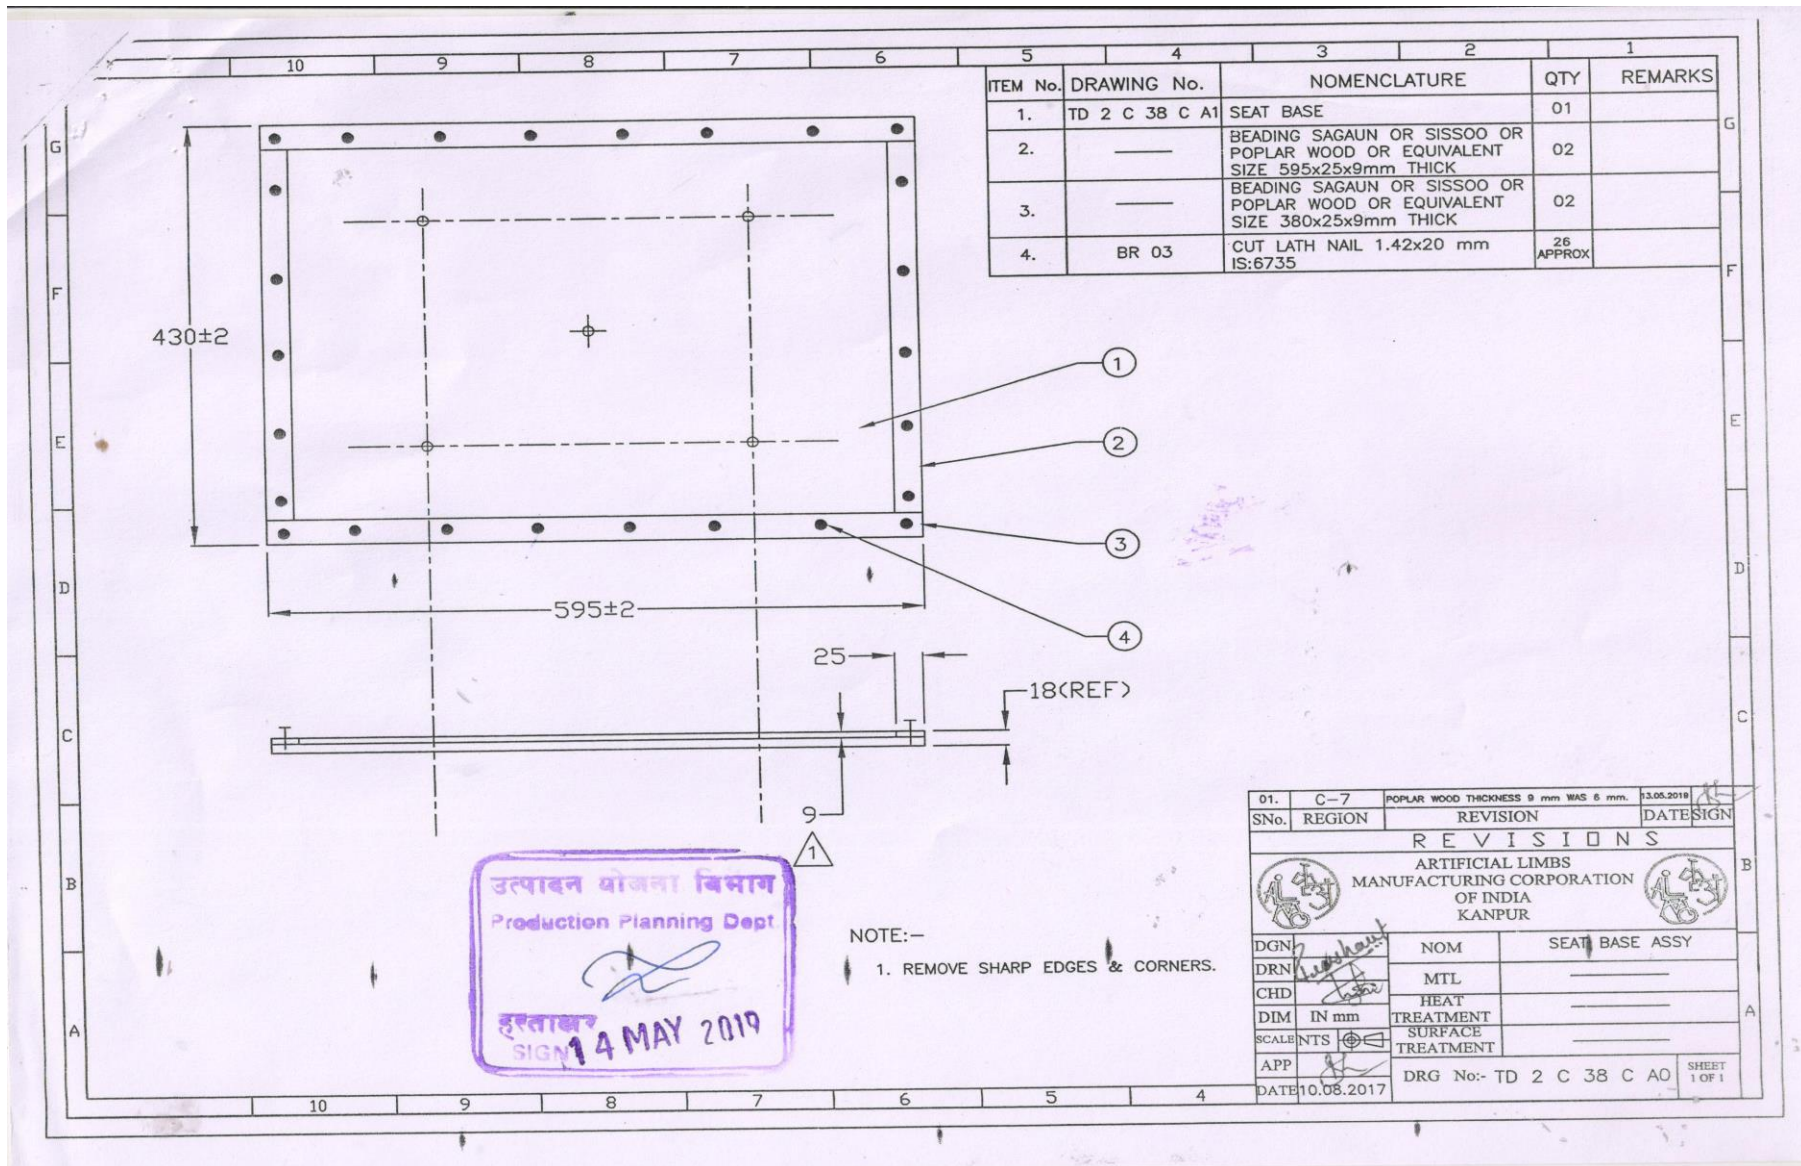 10 9 8 7 6 5 4 3 2 1
ITEM No. DRAWING No. NOMENCLATURE QTY REMARKS
1. TD 2 C 38 C A1 SEAT BASE 01
2. —— BEADING SAGAUN OR SISSOO OR
POPLAR WOOD OR EQUIVALENT 02
SIZE 595x25x9mm THICK
3. —— BEADING SAGAUN OR SISSOO OR
POPLAR WOOD OR EQUIVALENT 02
SIZE 380x25x9mm THICK
4. BR 03 CUT LATH NAIL 1.42x20 mm 26
IS:6735 APPROX
G G
F F
E E
D D
C C
B B
A A
430±2
1
2
3
4
595±2
25
18(REF)
9
1
उत्पादन योजना विभाग
Production Planning Dept.
हस्ताक्षर
SIGN 14 MAY 2019
NOTE:-
1. REMOVE SHARP EDGES & CORNERS.
01. C-7 POPLAR WOOD THICKNESS 9 mm WAS 6 mm. 13.05.2019
SNo. REGION REVISION DATE SIGN
REVISIONS
ARTIFICIAL LIMBS
MANUFACTURING CORPORATION
OF INDIA
KANPUR
DGN NOM SEAT BASE ASSY
DRN
MTL ——
CHD
HEAT
DIM IN mm TREATMENT ——
SCALE NTS SURFACE
TREATMENT ——
APP
DRG No:- TD 2 C 38 C A0 SHEET
1 OF 1
DATE 10.08.2017
10 9 8 7 6 5 4